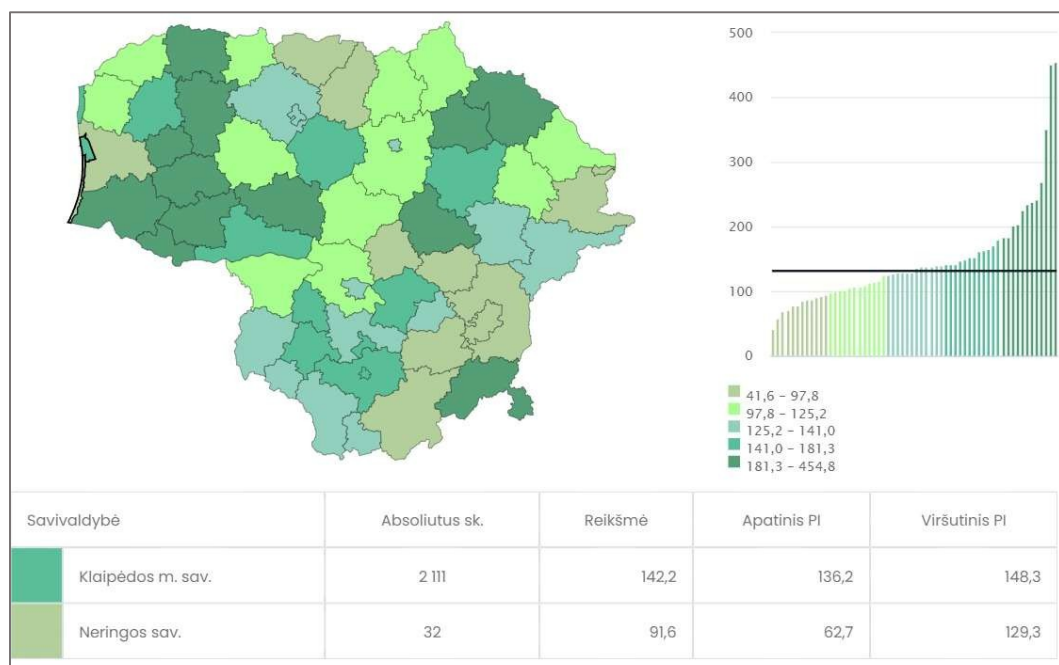 500
400
300
200
100
0
41,6 – 97,8
97,8 – 125,2
125,2 – 141,0
141,0 – 181,3
181,3 – 454,8
Savivaldybė Absoliutus sk. Reikšmė Apatinis PI Viršutinis PI
Klaipėdos m. sav. 2 111 142,2 136,2 148,3
Neringos sav. 32 91,6 62,7 129,3